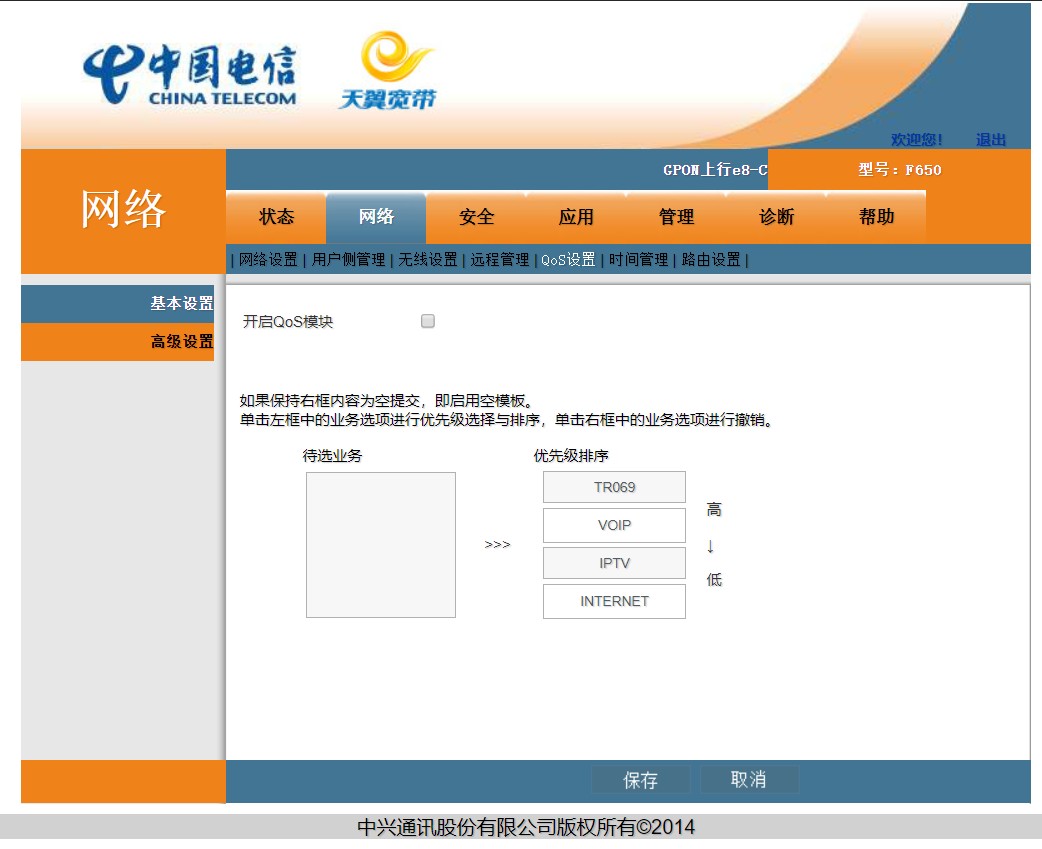 中国电信
CHINA TELECOM
天翼宽带
欢迎您! 退出
GPON上行e8-C 型号：F650
网络
状态 网络 安全 应用 管理 诊断 帮助
| 网络设置 | 用户侧管理 | 无线设置 | 远程管理 | QoS设置 | 时间管理 | 路由设置 |
基本设置
高级设置
开启QoS模块
如果保持右框内容为空提交，即启用空模板。
单击左框中的业务选项进行优先级选择与排序，单击右框中的业务选项进行撤销。
待选业务 优先级排序
TR069
高
VOIP
>>>
↓
IPTV
低
INTERNET
保存 取消
中兴通讯股份有限公司版权所有©2014